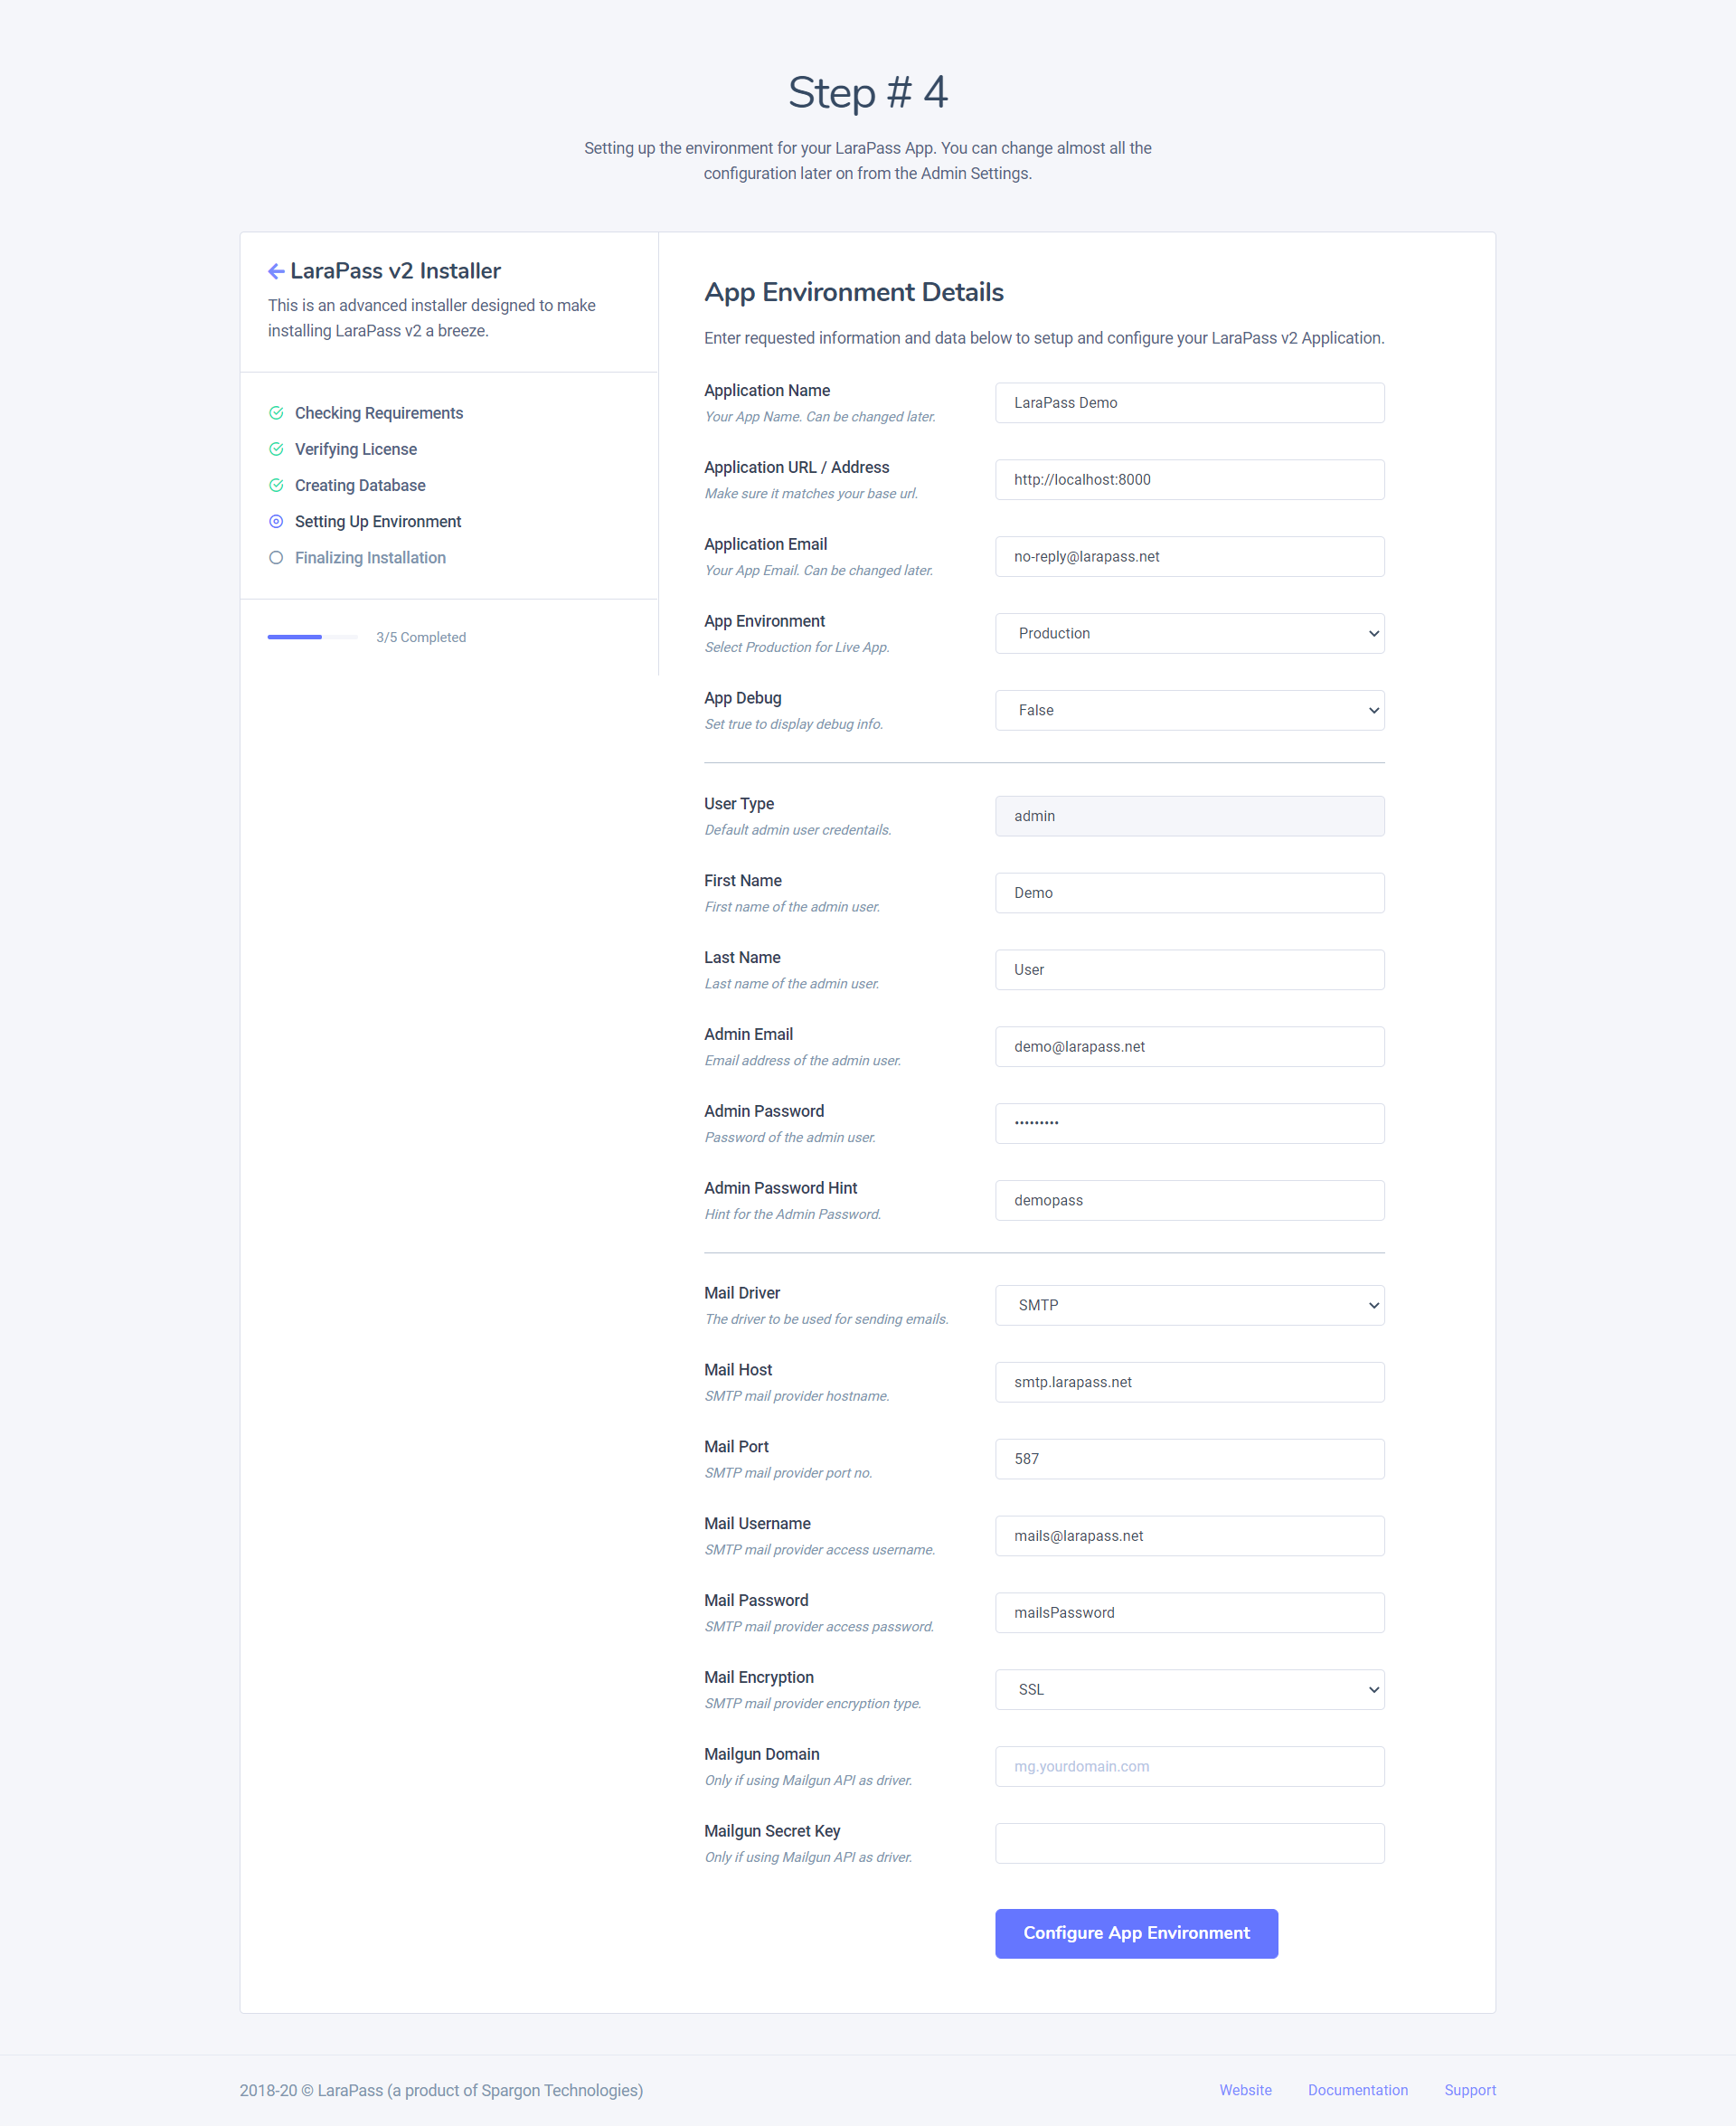 Step # 4
Setting up the environment for your LaraPass App. You can change almost all the
configuration later on from the Admin Settings.
LaraPass v2 Installer
This is an advanced installer designed to make
installing LaraPass v2 a breeze.
Checking Requirements
Verifying License
Creating Database
Setting Up Environment
Finalizing Installation
3/5 Completed
App Environment Details
Enter requested information and data below to setup and configure your LaraPass v2 Application.
Application Name
Your App Name. Can be changed later.
LaraPass Demo
Application URL / Address
Make sure it matches your base url.
http://localhost:8000
Application Email
Your App Email. Can be changed later.
no-reply@larapass.net
App Environment
Select Production for Live App.
Production
App Debug
Set true to display debug info.
False
User Type
Default admin user credentails.
admin
First Name
First name of the admin user.
Demo
Last Name
Last name of the admin user.
User
Admin Email
Email address of the admin user.
demo@larapass.net
Admin Password
Password of the admin user.
•••••••••
Admin Password Hint
Hint for the Admin Password.
demopass
Mail Driver
The driver to be used for sending emails.
SMTP
Mail Host
SMTP mail provider hostname.
smtp.larapass.net
Mail Port
SMTP mail provider port no.
587
Mail Username
SMTP mail provider access username.
mails@larapass.net
Mail Password
SMTP mail provider access password.
mailsPassword
Mail Encryption
SMTP mail provider encryption type.
SSL
Mailgun Domain
Only if using Mailgun API as driver.
mg.yourdomain.com
Mailgun Secret Key
Only if using Mailgun API as driver.
Configure App Environment
2018-20 © LaraPass (a product of Spargon Technologies)
Website
Documentation
Support